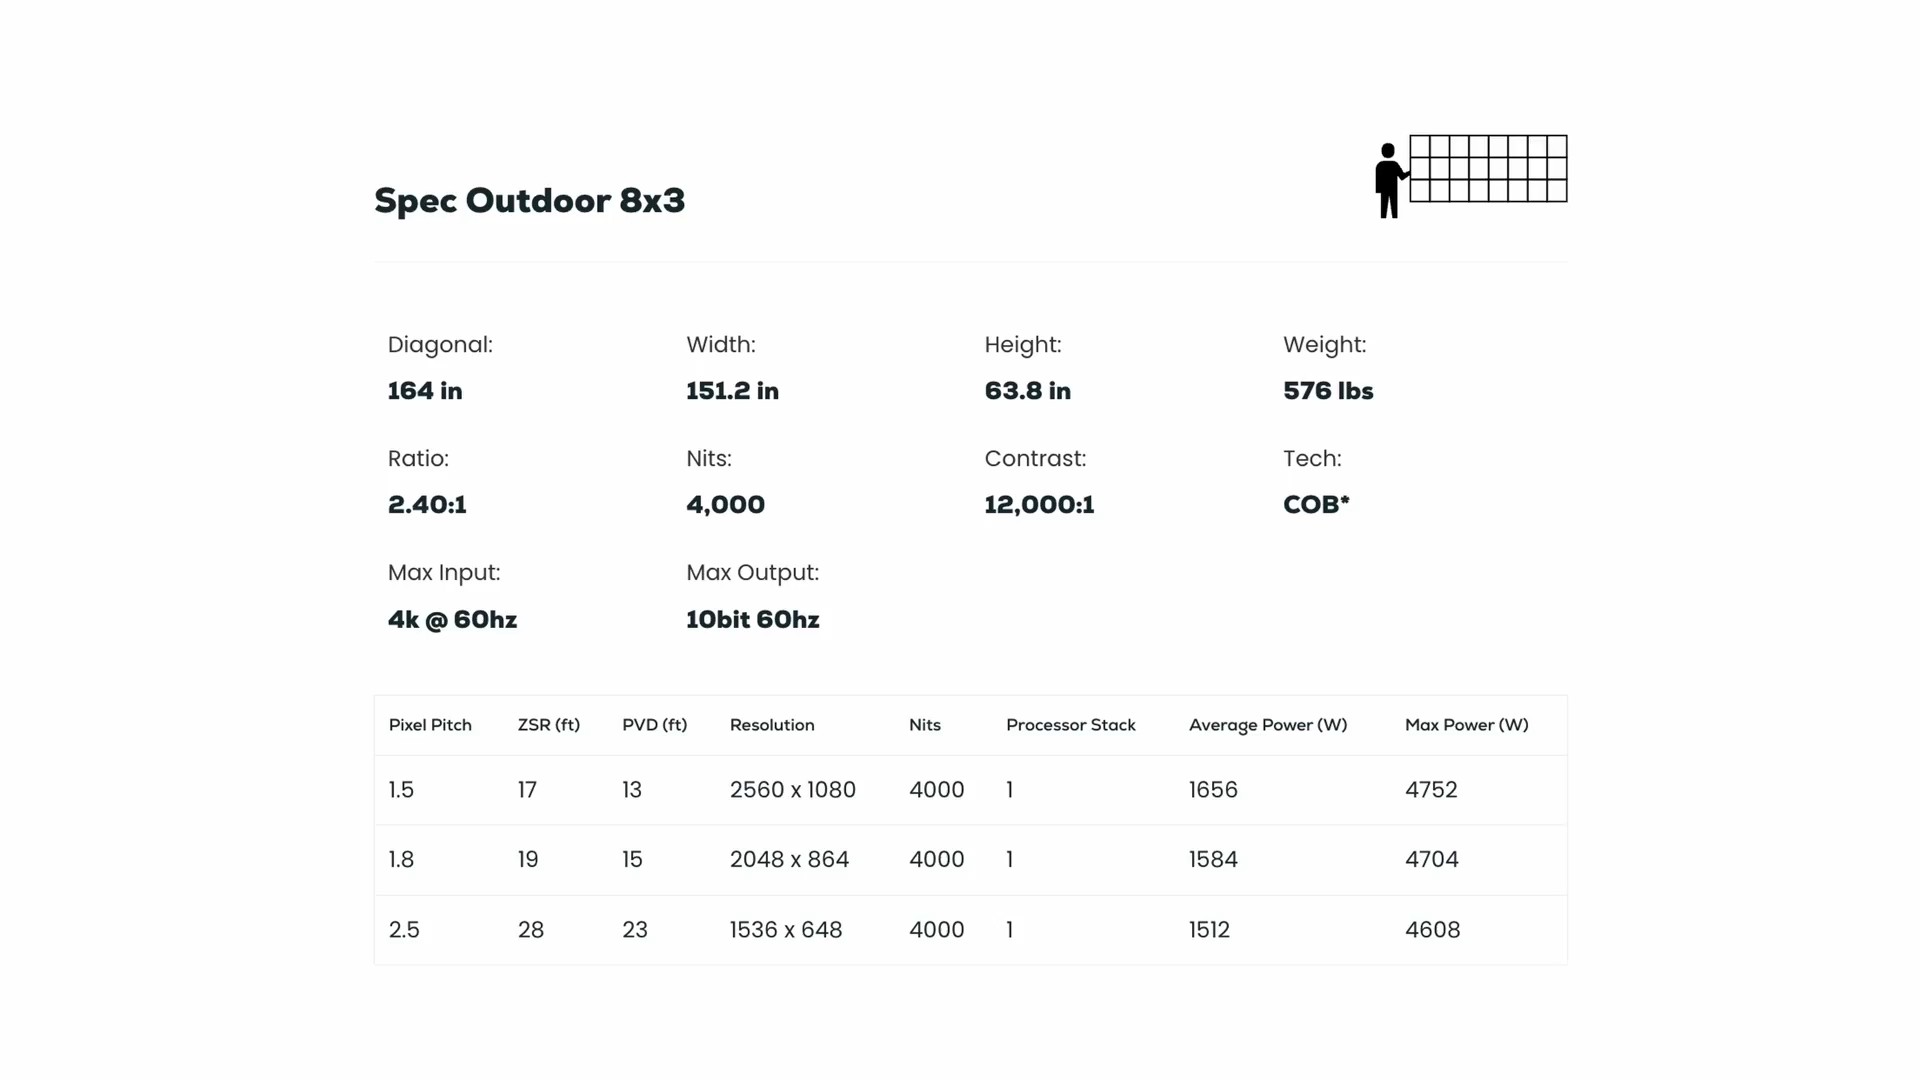 Spec Outdoor 8x3
Diagonal: Width: Height: Weight:
164 in 151.2 in 63.8 in 576 lbs
Ratio: Nits: Contrast: Tech:
2.40:1 4,000 12,000:1 COB*
Max Input: Max Output:
4k @ 60hz 10bit 60hz
Pixel Pitch ZSR (ft) PVD (ft) Resolution Nits Processor Stack Average Power (W) Max Power (W)
1.5 17 13 2560 x 1080 4000 1 1656 4752
1.8 19 15 2048 x 864 4000 1 1584 4704
2.5 28 23 1536 x 648 4000 1 1512 4608